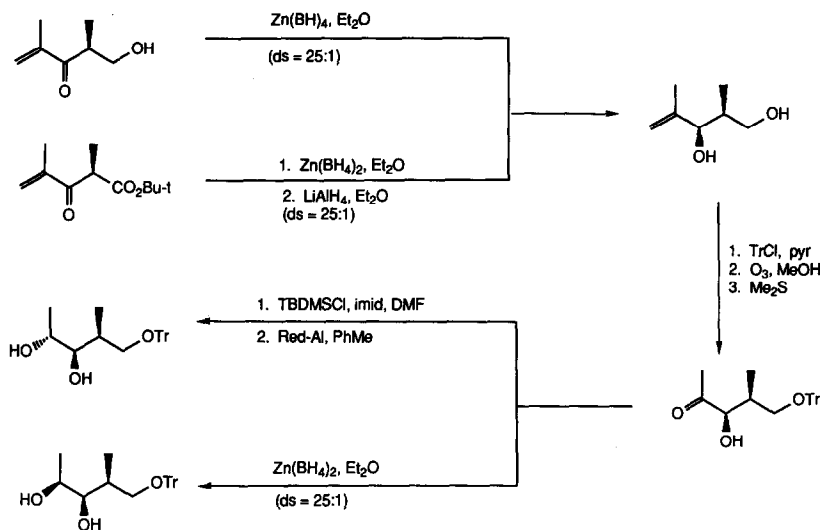 Zn(BH)4, Et2O
(ds = 25:1)
OH
O
OH
OH
1. Zn(BH4)2, Et2O
2. LiAlH4, Et2O
(ds = 25:1)
CO2Bu-t
O
1. TrCl, pyr
2. O3, MeOH
3. Me2S
1. TBDMSCl, imid, DMF
2. Red-Al, PhMe
OTr
HO
OH
OTr
O
OH
Zn(BH4)2, Et2O
(ds = 25:1)
OTr
HO
OH